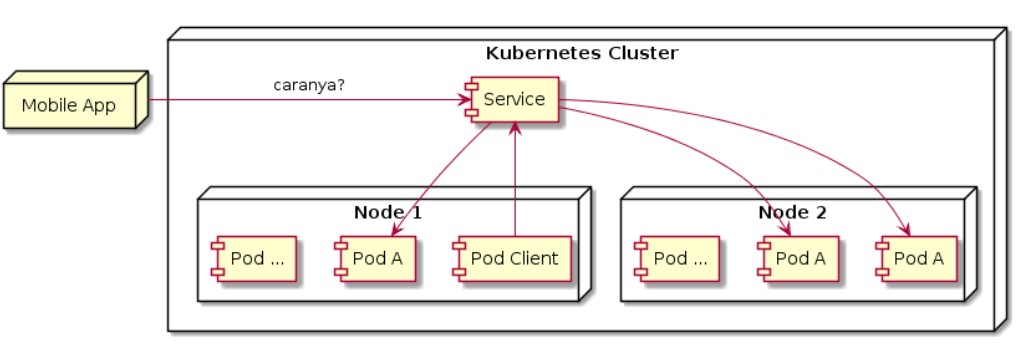 Kubernetes Cluster
Mobile App
caranya?
Service
Node 1
Node 2
Pod ...
Pod A
Pod Client
Pod ...
Pod A
Pod A